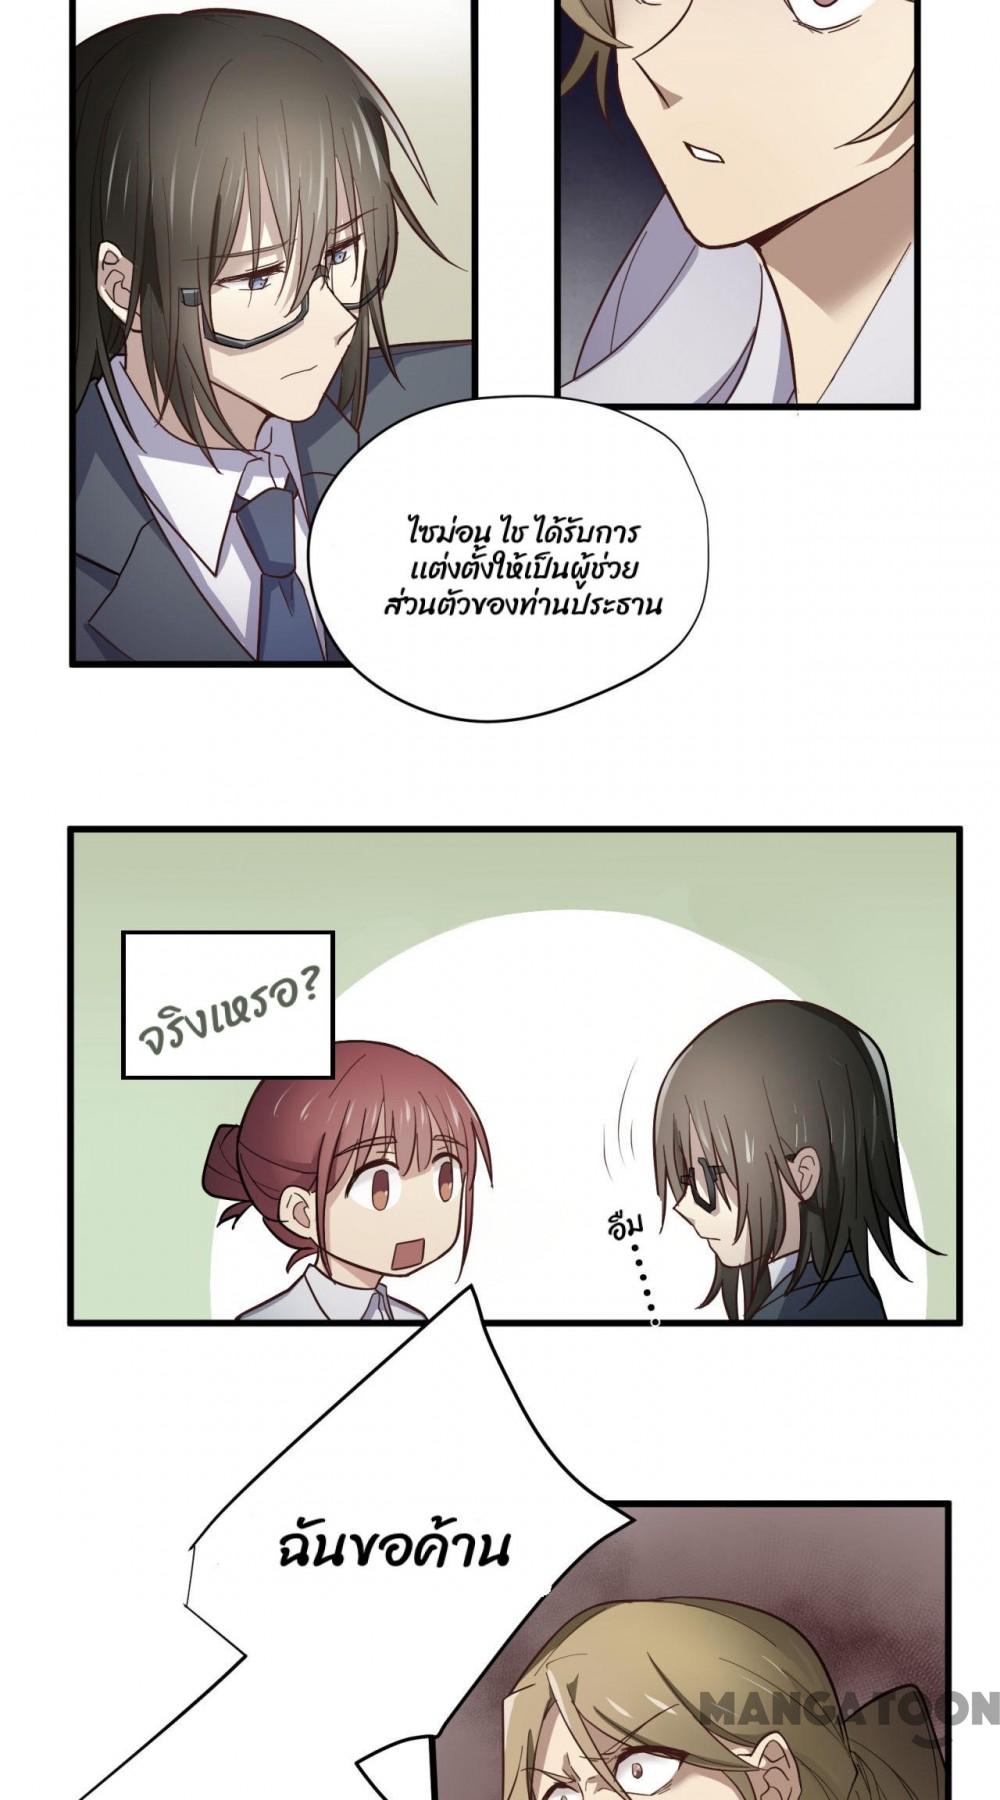 ไซม่อน ไช ได้รับการ
แต่งตั้งให้เป็นผู้ช่วย
ส่วนตัวของท่านประธาน
จริงเหรอ?
อืม
ฉันขอค้าน
MANGATOON